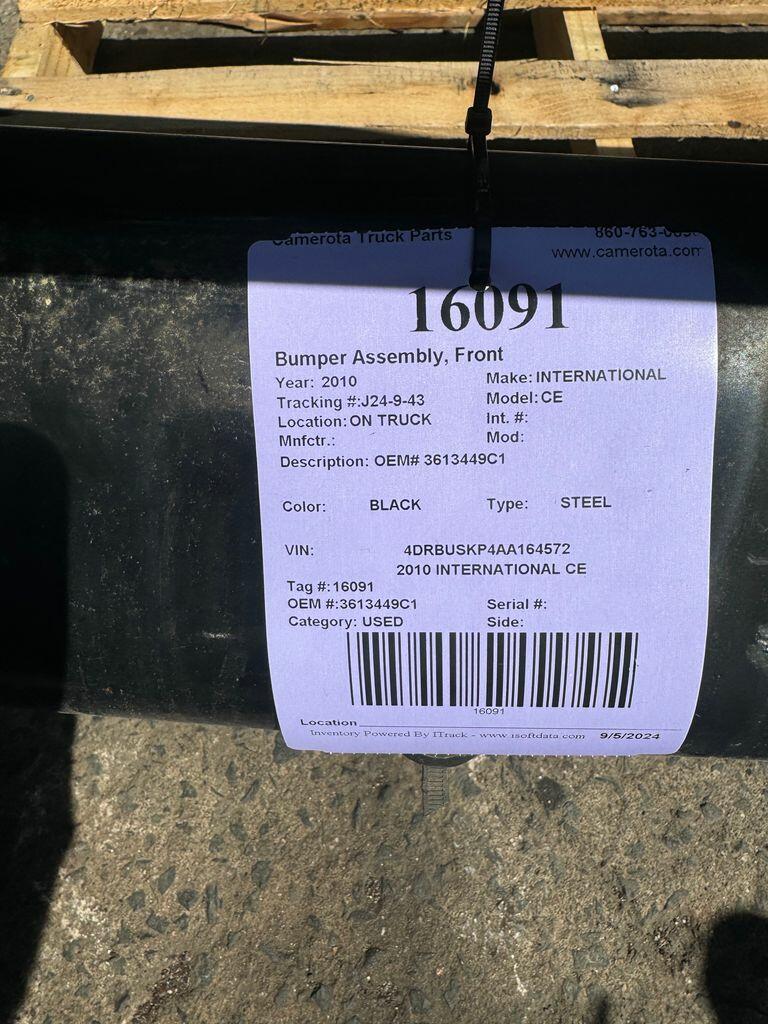 Camerota Truck Parts
www.camerota.com
16091
Bumper Assembly, Front
Year: 2010 Make: INTERNATIONAL
Tracking #:J24-9-43 Model: CE
Location: ON TRUCK Int. #:
Mnfctr.: Mod:
Description: OEM# 3613449C1
Color: BLACK Type: STEEL
VIN: 4DRBUSKP4AA164572
2010 INTERNATIONAL CE
Tag #: 16091
OEM #:3613449C1 Serial #:
Category: USED Side:
16091
Location
Inventory Powered By ITrack - www.isoftdata.com 9/5/2024